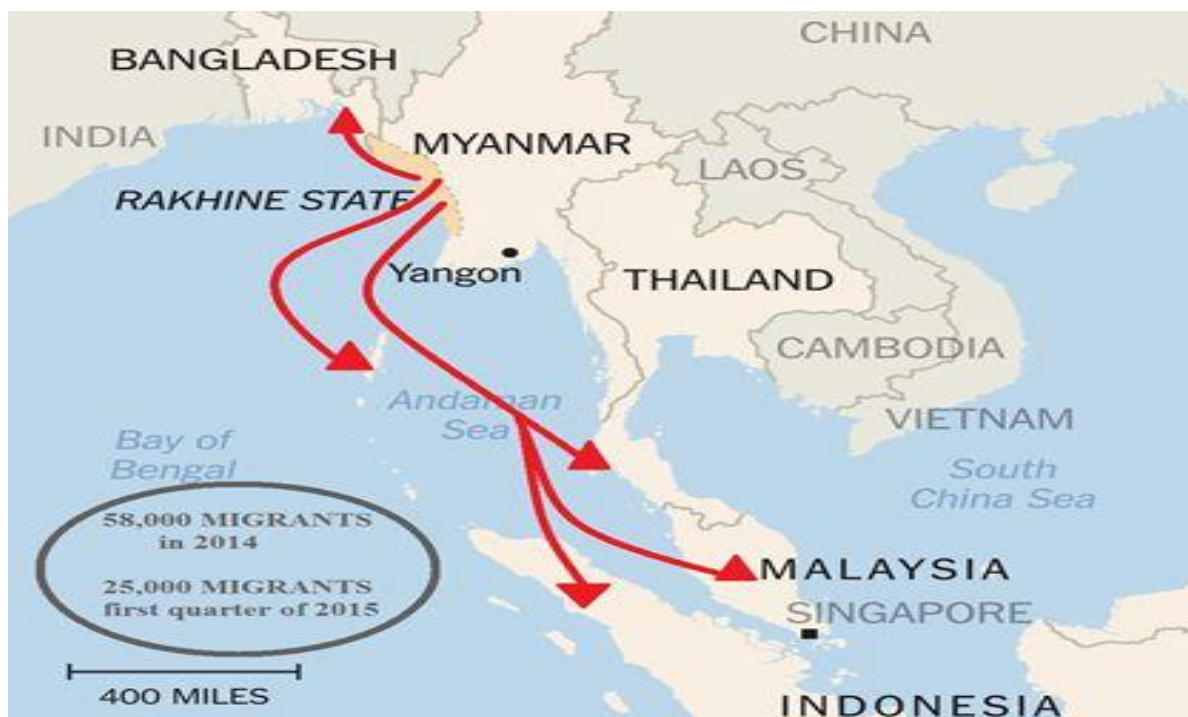 CHINA
BANGLADESH
INDIA
MYANMAR
LAOS
RAKHINE STATE
Yangon
THAILAND
CAMBODIA
Andaman
Sea
VIETNAM
Bay of
Bengal
South
China Sea
58,000 MIGRANTS
in 2014
25,000 MIGRANTS
first quarter of 2015
MALAYSIA
SINGAPORE
400 MILES
INDONESIA